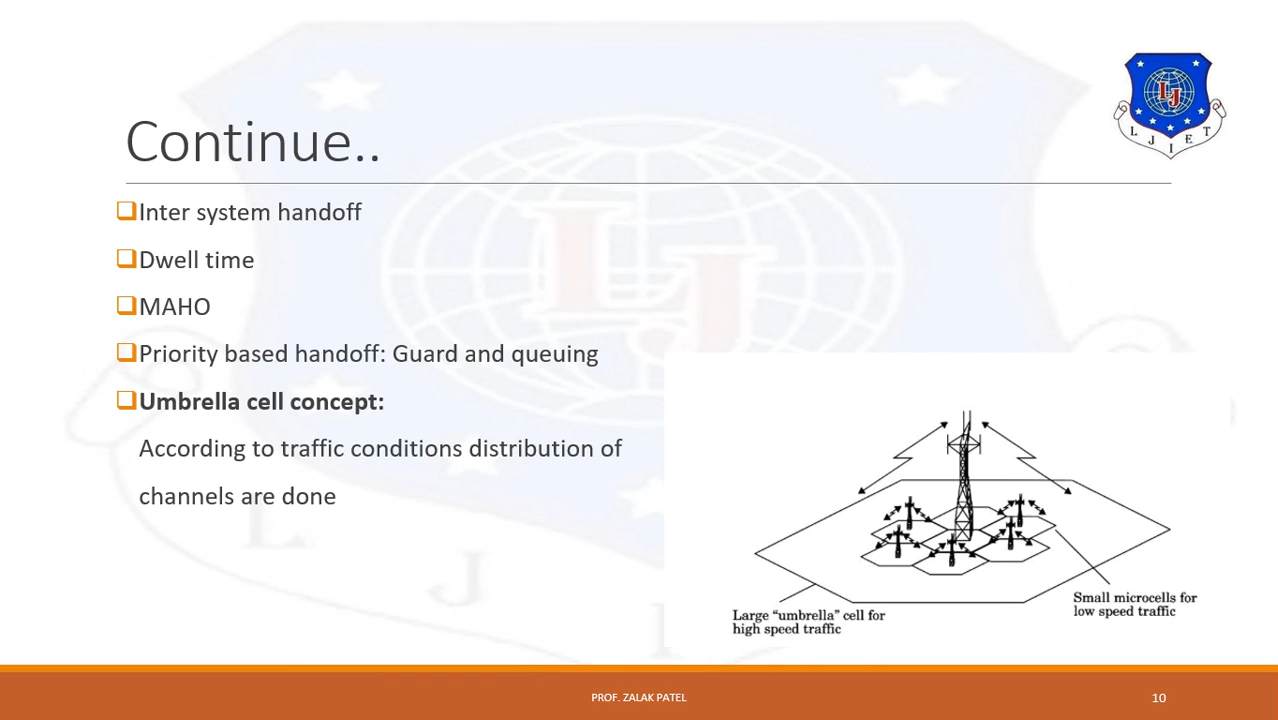 L J I E T
LJ
Continue..
Inter system handoff
Dwell time
MAHO
Priority based handoff: Guard and queuing
Umbrella cell concept:
According to traffic conditions distribution of
channels are done
Large “umbrella” cell for
high speed traffic
Small microcells for
low speed traffic
PROF. ZALAK PATEL
10